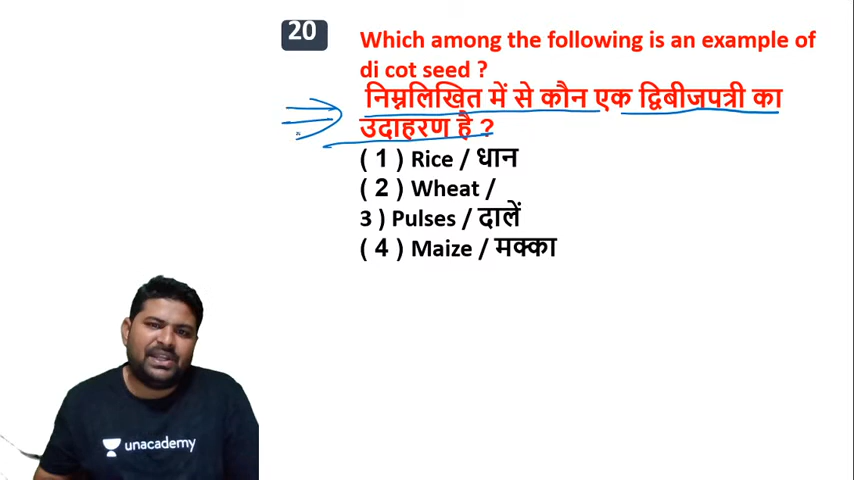 20
Which among the following is an example of
di cot seed ?
निम्नलिखित में से कौन एक द्विबीजपत्री का
उदाहरण है ?
( 1 ) Rice / धान
( 2 ) Wheat /
3 ) Pulses / दालें
( 4 ) Maize / मक्का
unacademy